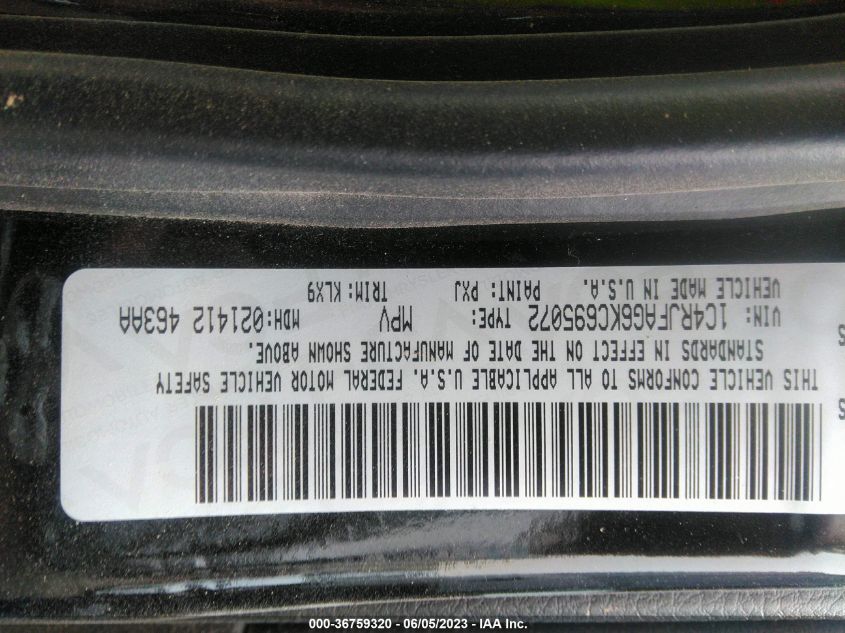 THIS VEHICLE CONFORMS TO ALL APPLICABLE U.S.A. FEDERAL MOTOR VEHICLE SAFETY
STANDARDS IN EFFECT ON THE DATE OF MANUFACTURE SHOWN ABOVE.
VIN: 1C4RJFAG6KC695072 TYPE: MPV MDH: 021412 463AA
VEHICLE MADE IN U.S.A. PAINT: PXJ TRIM: KLX9
000-36759320 - 06/05/2023 - IAA Inc.